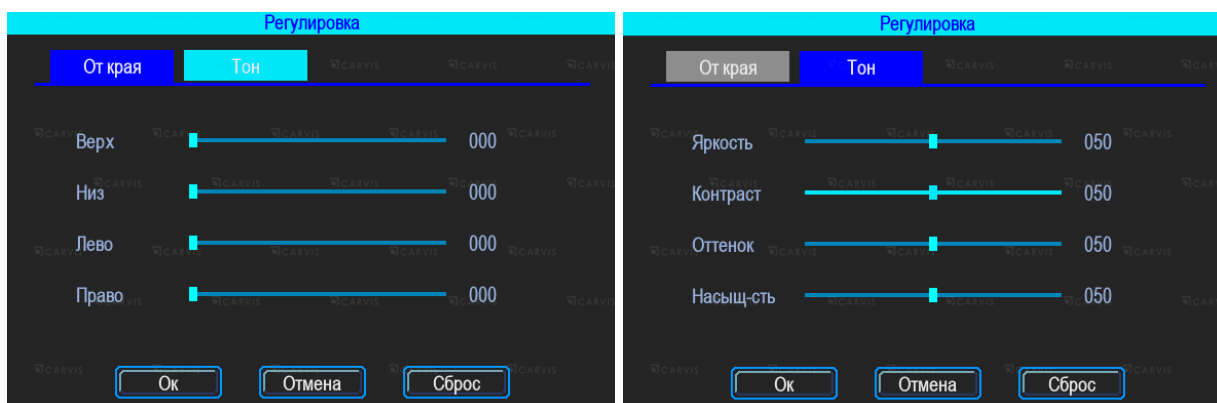 Регулировка
От края Тон
Верх 000
Низ 000
Лево 000
Право 000
Ок Отмена Сброс
Регулировка
От края Тон
Яркость 050
Контраст 050
Оттенок 050
Насыщ-сть 050
Ок Отмена Сброс
CARVIS